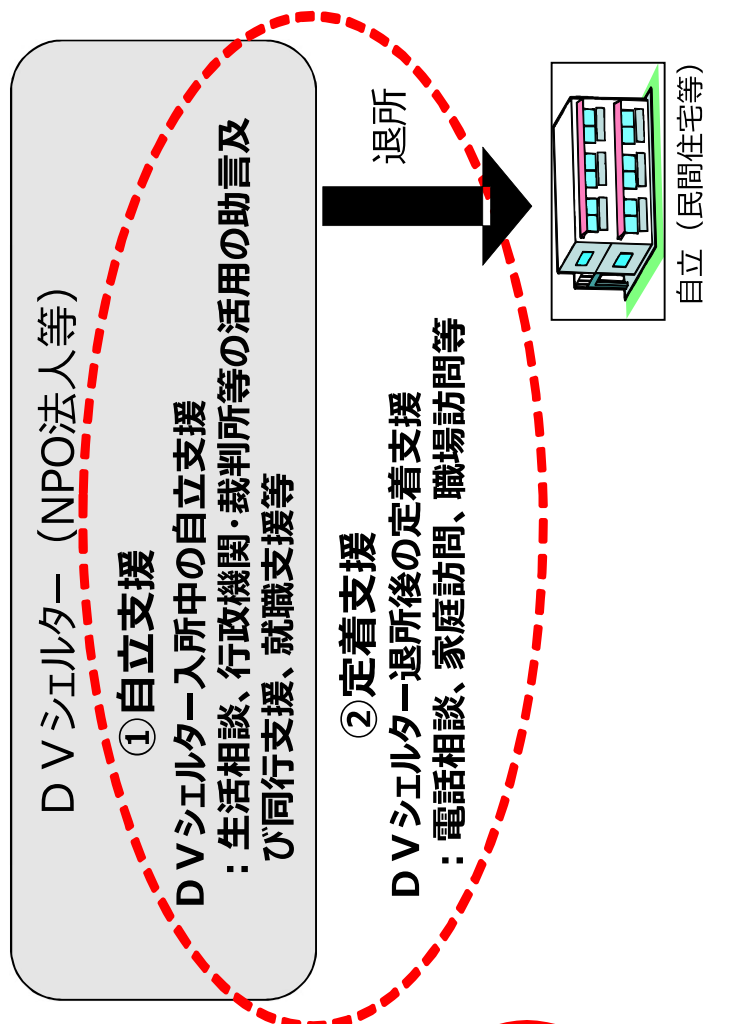 ＤＶシェルター（NPO法人等）
①自立支援
ＤＶシェルター入所中の自立支援
：生活相談、行政機関・裁判所等の活用の助言及
び同行支援、就職支援等
退所
②定着支援
ＤＶシェルター退所後の定着支援
：電話相談、家庭訪問、職場訪問等
自立（民間住宅等）